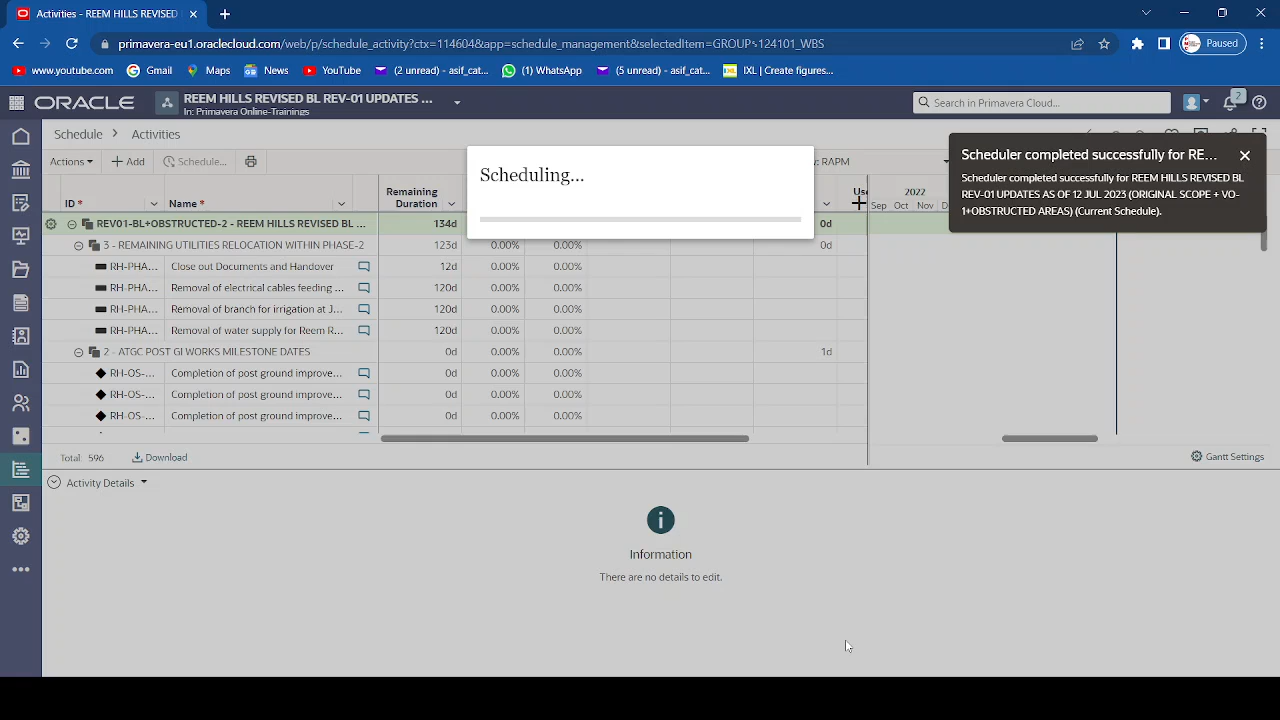 Activities - REEM HILLS REVISED
primavera-eu1.oraclecloud.com/web/p/schedule_activity?ctx=114604&app=schedule_management&selectedItem=GROUP$124101_WBS
Paused
www.youtube.com
Gmail
Maps
News
YouTube
(2 unread) - asif_cat...
(1) WhatsApp
(5 unread) - asif_cat...
IXL | Create figures...
ORACLE
REEM HILLS REVISED BL REV-01 UPDATES ...
In: Primavera Online-Trainings
Search in Primavera Cloud...
2
Schedule > Activities
Actions
Add
Schedule...
RAPM
Scheduling...
Scheduler completed successfully for RE...
Scheduler completed successfully for REEM HILLS REVISED BL
REV-01 UPDATES AS OF 12 JUL 2023 (ORIGINAL SCOPE + VO-
1+OBSTRUCTED AREAS) (Current Schedule).
ID *
Name *
Remaining
Duration
2022
Sep Oct Nov
REV01-BL+OBSTRUCTED-2 - REEM HILLS REVISED BL ... 134d 0d
3 - REMAINING UTILITIES RELOCATION WITHIN PHASE-2 123d 0.00% 0.00% 0d
RH-PHA... Close out Documents and Handover 12d 0.00% 0.00%
RH-PHA... Removal of electrical cables feeding ... 120d 0.00% 0.00%
RH-PHA... Removal of branch for irrigation at J... 120d 0.00% 0.00%
RH-PHA... Removal of water supply for Reem R... 120d 0.00% 0.00%
2 - ATGC POST GI WORKS MILESTONE DATES 0d 0.00% 0.00% 1d
RH-OS-... Completion of post ground improve... 0d 0.00% 0.00%
RH-OS-... Completion of post ground improve... 0d 0.00% 0.00%
RH-OS-... Completion of post ground improve... 0d 0.00% 0.00%
Total: 596
Download
Gantt Settings
Activity Details
i
Information
There are no details to edit.